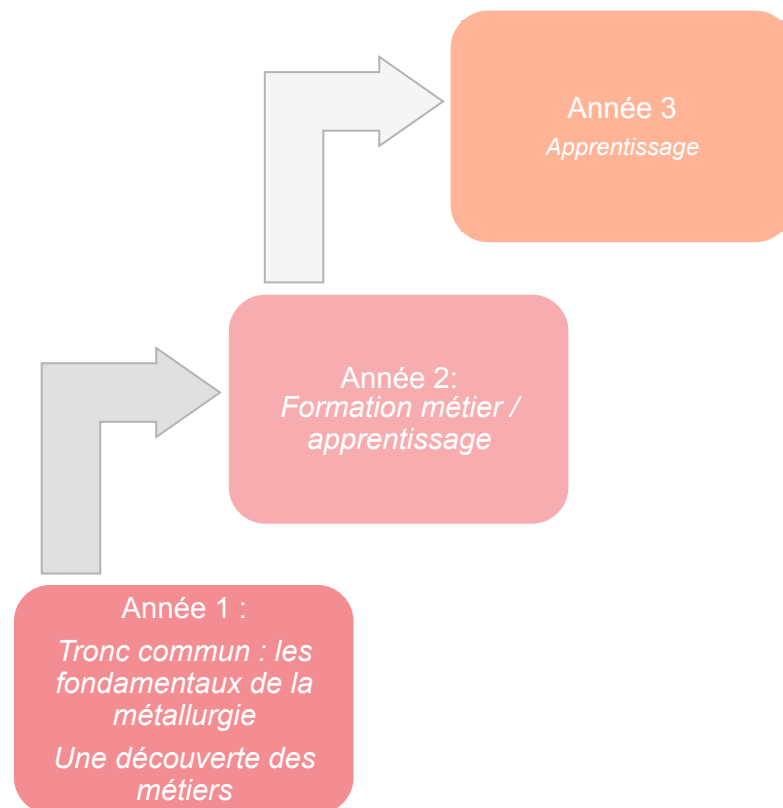 Année 3
Apprentissage
Année 2:
Formation métier /
apprentissage
Année 1 :
Tronc commun : les
fondamentaux de la
métallurgie
Une découverte des
métiers